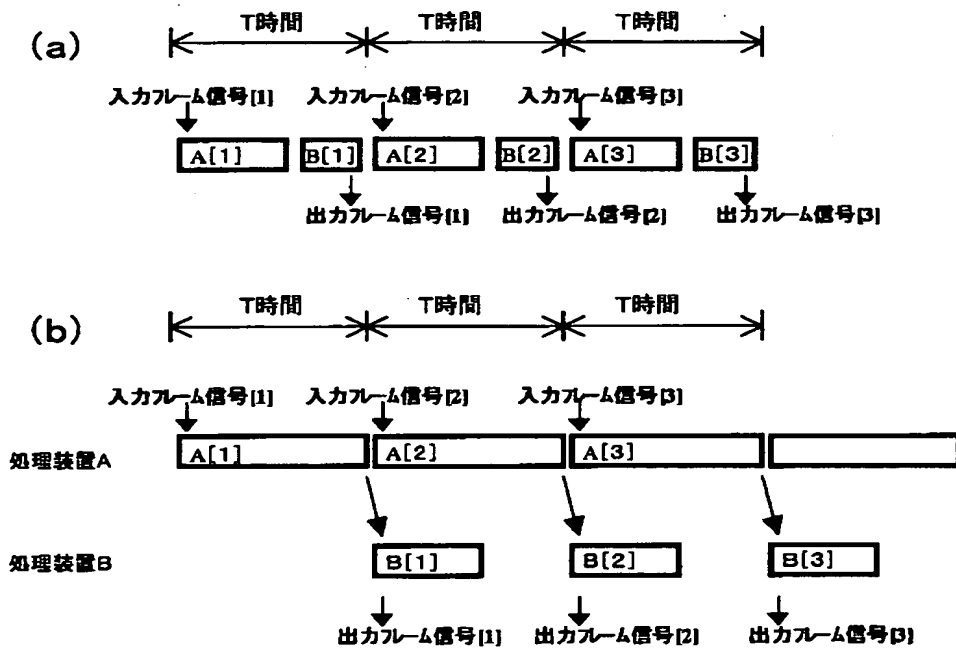 (a)
T時間 T時間 T時間
入力フレーム信号[1] 入力フレーム信号[2] 入力フレーム信号[3]
A[1] B[1] A[2] B[2] A[3] B[3]
出力フレーム信号[1] 出力フレーム信号[2] 出力フレーム信号[3]
(b)
T時間 T時間 T時間
入力フレーム信号[1] 入力フレーム信号[2] 入力フレーム信号[3]
処理装置A A[1] A[2] A[3]
処理装置B B[1] B[2] B[3]
出力フレーム信号[1] 出力フレーム信号[2] 出力フレーム信号[3]